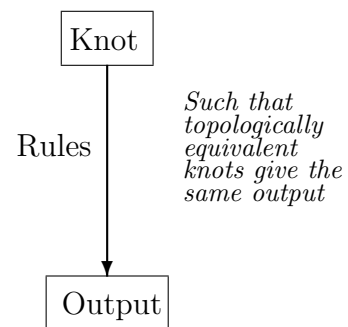 Knot
Such that
topologically
equivalent
knots give the
same output
Rules
Output